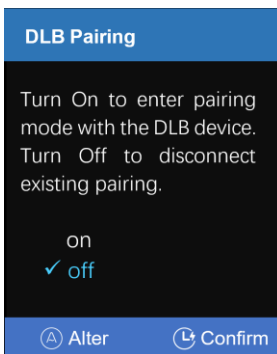 DLB Pairing
Turn On to enter pairing
mode with the DLB device.
Turn Off to disconnect
existing pairing.
on
✓ off
A Alter Confirm